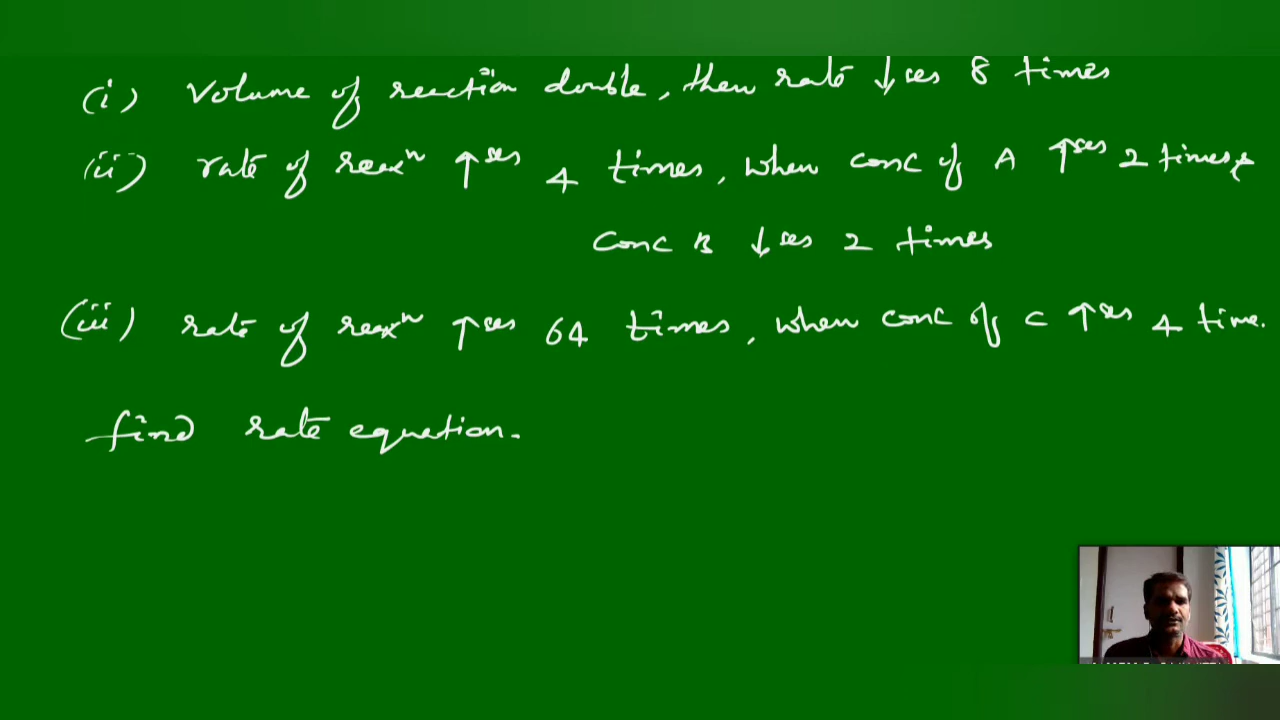 (i) Volume of reaction double, then rate ↓ses 8 times
(ii) rate of reaxⁿ ↑ses 4 times, when conc of A ↑ses 2 times &
conc B ↓ses 2 times
(iii) rate of reaxⁿ ↑ses 64 times, when conc of C ↑ses 4 time.
find rate equation.